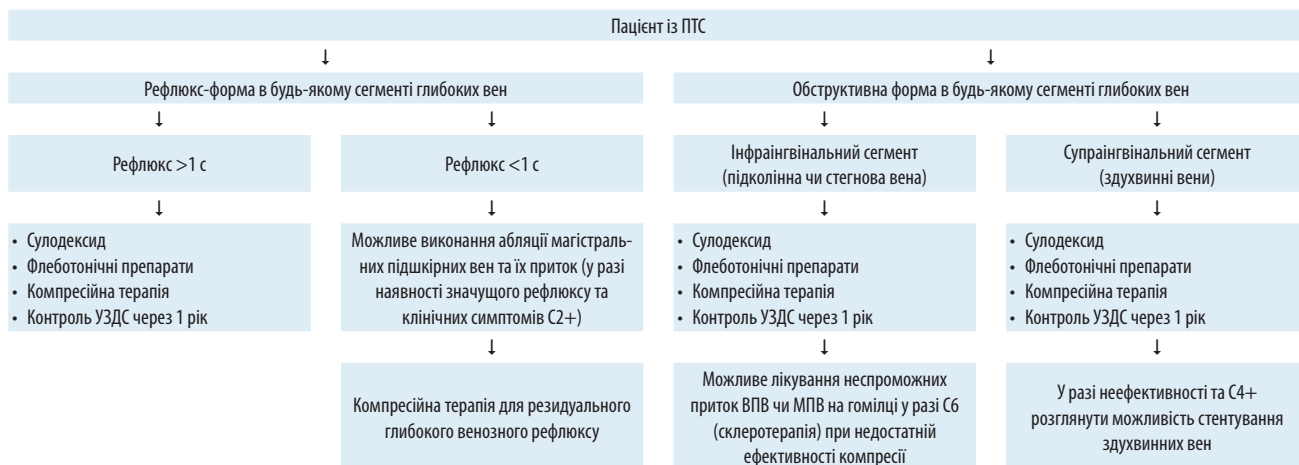 Пацієнт із ПТС
↓
↓
Рефлюкс-форма в будь-якому сегменті глибоких вен
Обструктивна форма в будь-якому сегменті глибоких вен
↓
↓
↓
↓
Рефлюкс >1 с
Рефлюкс <1 с
Інфраінгвінальний сегмент
(підколінна чи стегнова вена)
Супраінгвінальний сегмент
(здухвинні вени)
↓
↓
↓
↓
• Сулодексид
• Флеботонічні препарати
• Компресійна терапія
• Контроль УЗДС через 1 рік
Можливе виконання абляції магістраль-
них підшкірних вен та їх приток (у разі
наявності значущого рефлюксу та
клінічних симптомів С2+)
• Сулодексид
• Флеботонічні препарати
• Компресійна терапія
• Контроль УЗДС через 1 рік
• Сулодексид
• Флеботонічні препарати
• Компресійна терапія
• Контроль УЗДС через 1 рік
↓
↓
↓
Компресійна терапія для резидуального
глибокого венозного рефлюксу
Можливе лікування неспроможних
приток ВПВ чи МПВ на гомілці у разі С6
(склеротерапія) при недостатній
ефективності компресії
У разі неефективності та С4+
розглянути можливість стентування
здухвинних вен